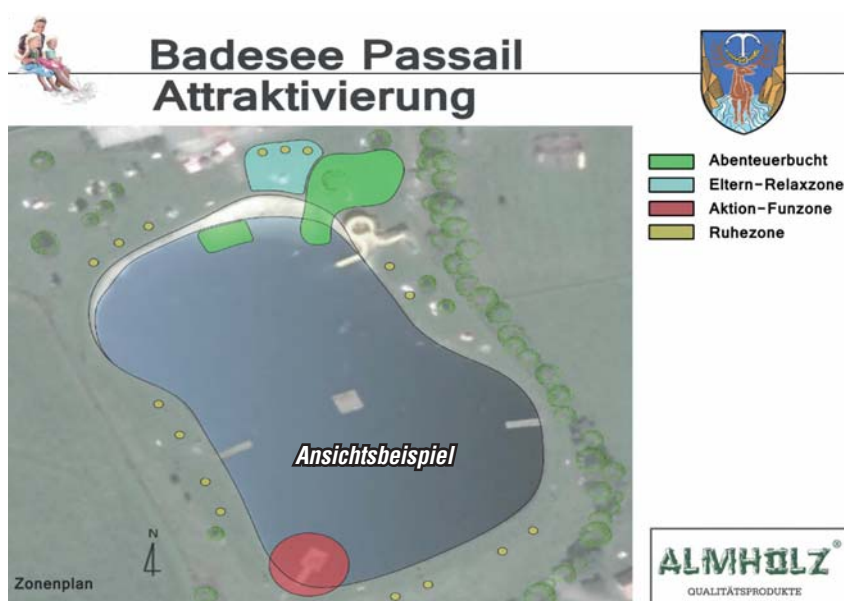 Badesee Passail
Attraktivierung
Abenteuerbucht
Eltern-Relaxzone
Aktion-Funzone
Ruhezone
Ansichtsbeispiel
N
Zonenplan
ALMHOLZ®
QUALITÄTSPRODUKTE